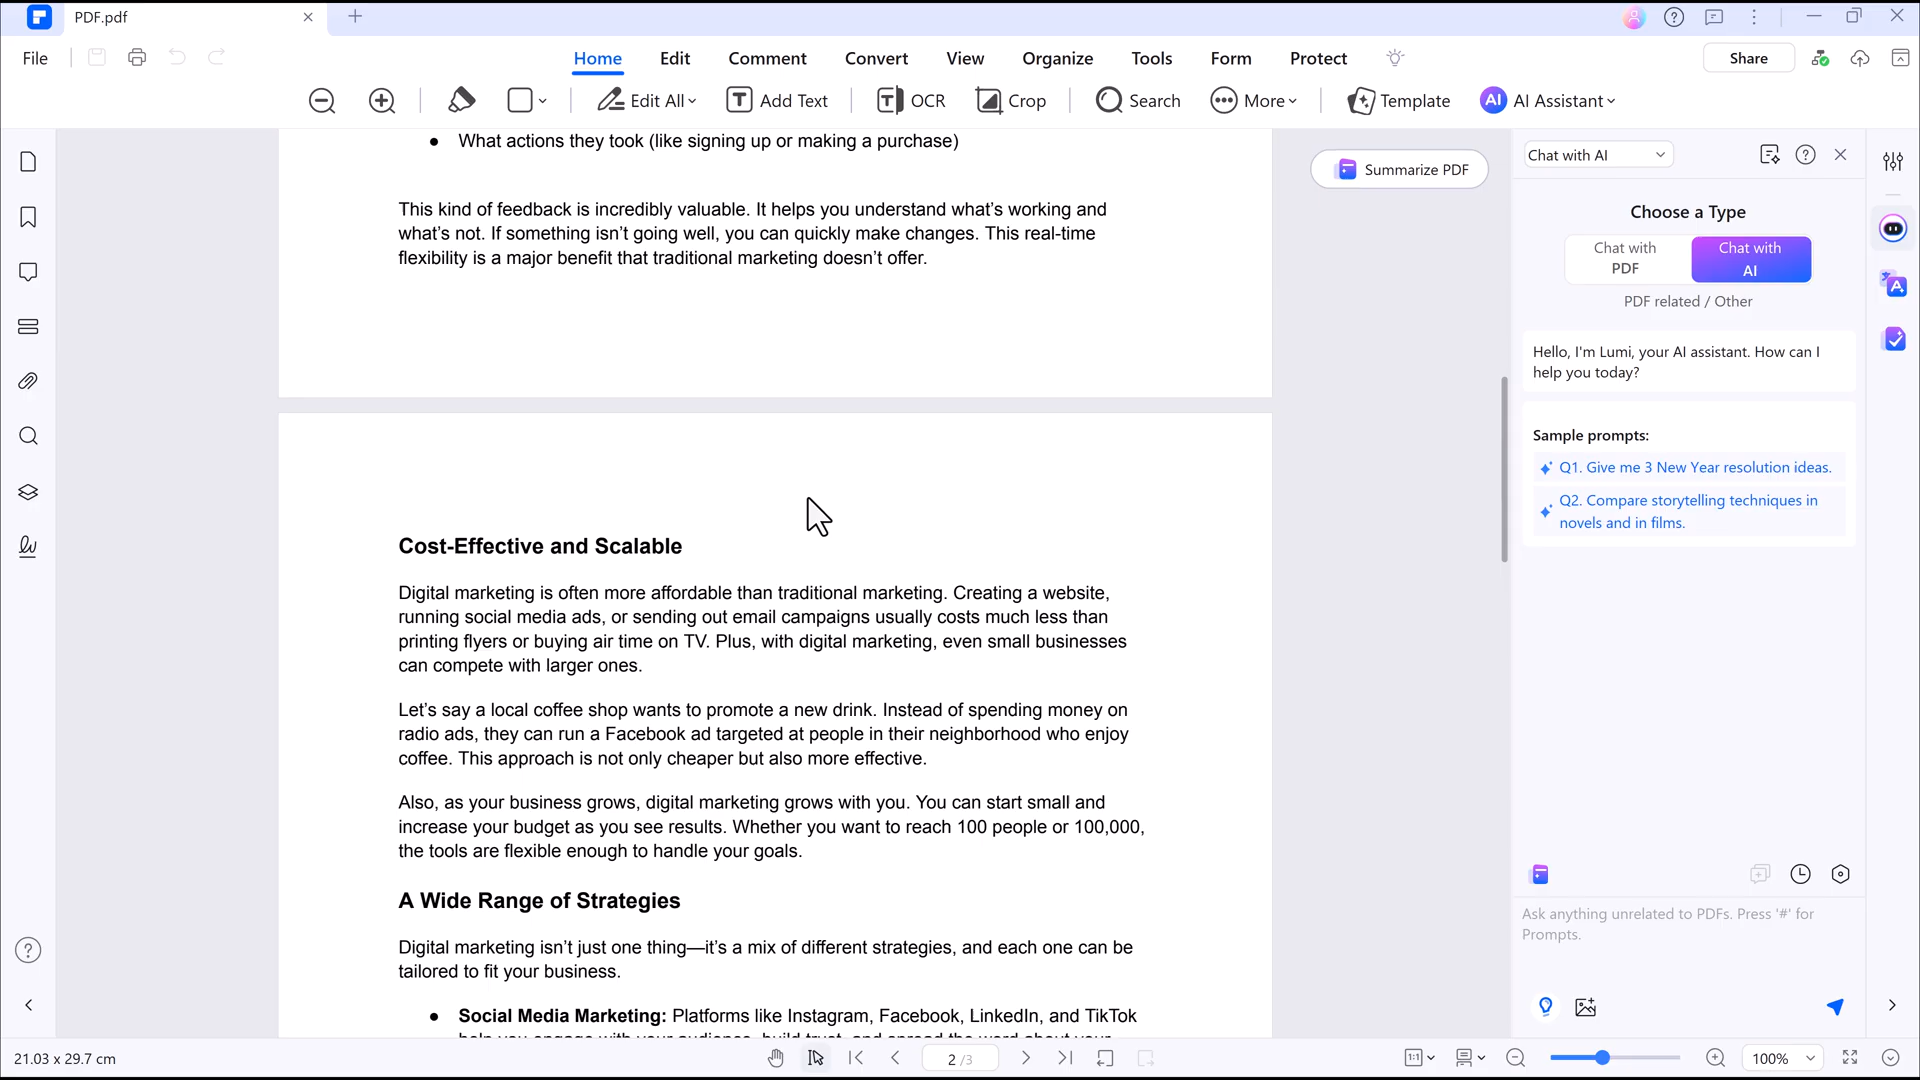 PDF.pdf
File
Home
Edit
Comment
Convert
View
Organize
Tools
Form
Protect
Share
Edit All
Add Text
OCR
Crop
Search
More
Template
AI Assistant
What actions they took (like signing up or making a purchase)
This kind of feedback is incredibly valuable. It helps you understand what's working and
what's not. If something isn't going well, you can quickly make changes. This real-time
flexibility is a major benefit that traditional marketing doesn't offer.
Cost-Effective and Scalable
Digital marketing is often more affordable than traditional marketing. Creating a website,
running social media ads, or sending out email campaigns usually costs much less than
printing flyers or buying air time on TV. Plus, with digital marketing, even small businesses
can compete with larger ones.
Let's say a local coffee shop wants to promote a new drink. Instead of spending money on
radio ads, they can run a Facebook ad targeted at people in their neighborhood who enjoy
coffee. This approach is not only cheaper but also more effective.
Also, as your business grows, digital marketing grows with you. You can start small and
increase your budget as you see results. Whether you want to reach 100 people or 100,000,
the tools are flexible enough to handle your goals.
A Wide Range of Strategies
Digital marketing isn't just one thing—it's a mix of different strategies, and each one can be
tailored to fit your business.
Social Media Marketing: Platforms like Instagram, Facebook, LinkedIn, and TikTok
help you engage with your audience, build trust, and spread the word about your
Summarize PDF
Chat with AI
Choose a Type
Chat with
PDF
Chat with
AI
PDF related / Other
Hello, I'm Lumi, your AI assistant. How can I
help you today?
Sample prompts:
Q1. Give me 3 New Year resolution ideas.
Q2. Compare storytelling techniques in
novels and in films.
Ask anything unrelated to PDFs. Press '#' for
Prompts.
21.03 x 29.7 cm
2 /3
100%